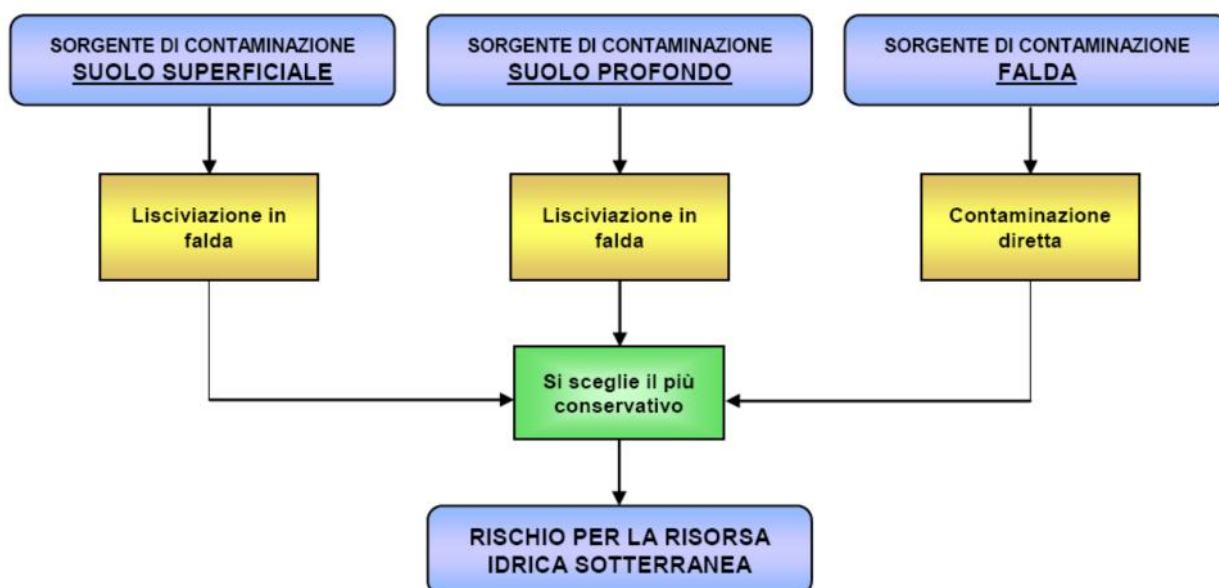 SORGENTE DI CONTAMINAZIONE
SUOLO SUPERFICIALE
SORGENTE DI CONTAMINAZIONE
SUOLO PROFONDO
SORGENTE DI CONTAMINAZIONE
FALDA
Lisciviazione in
falda
Lisciviazione in
falda
Contaminazione
diretta
Si sceglie il più
conservativo
RISCHIO PER LA RISORSA
IDRICA SOTTERRANEA